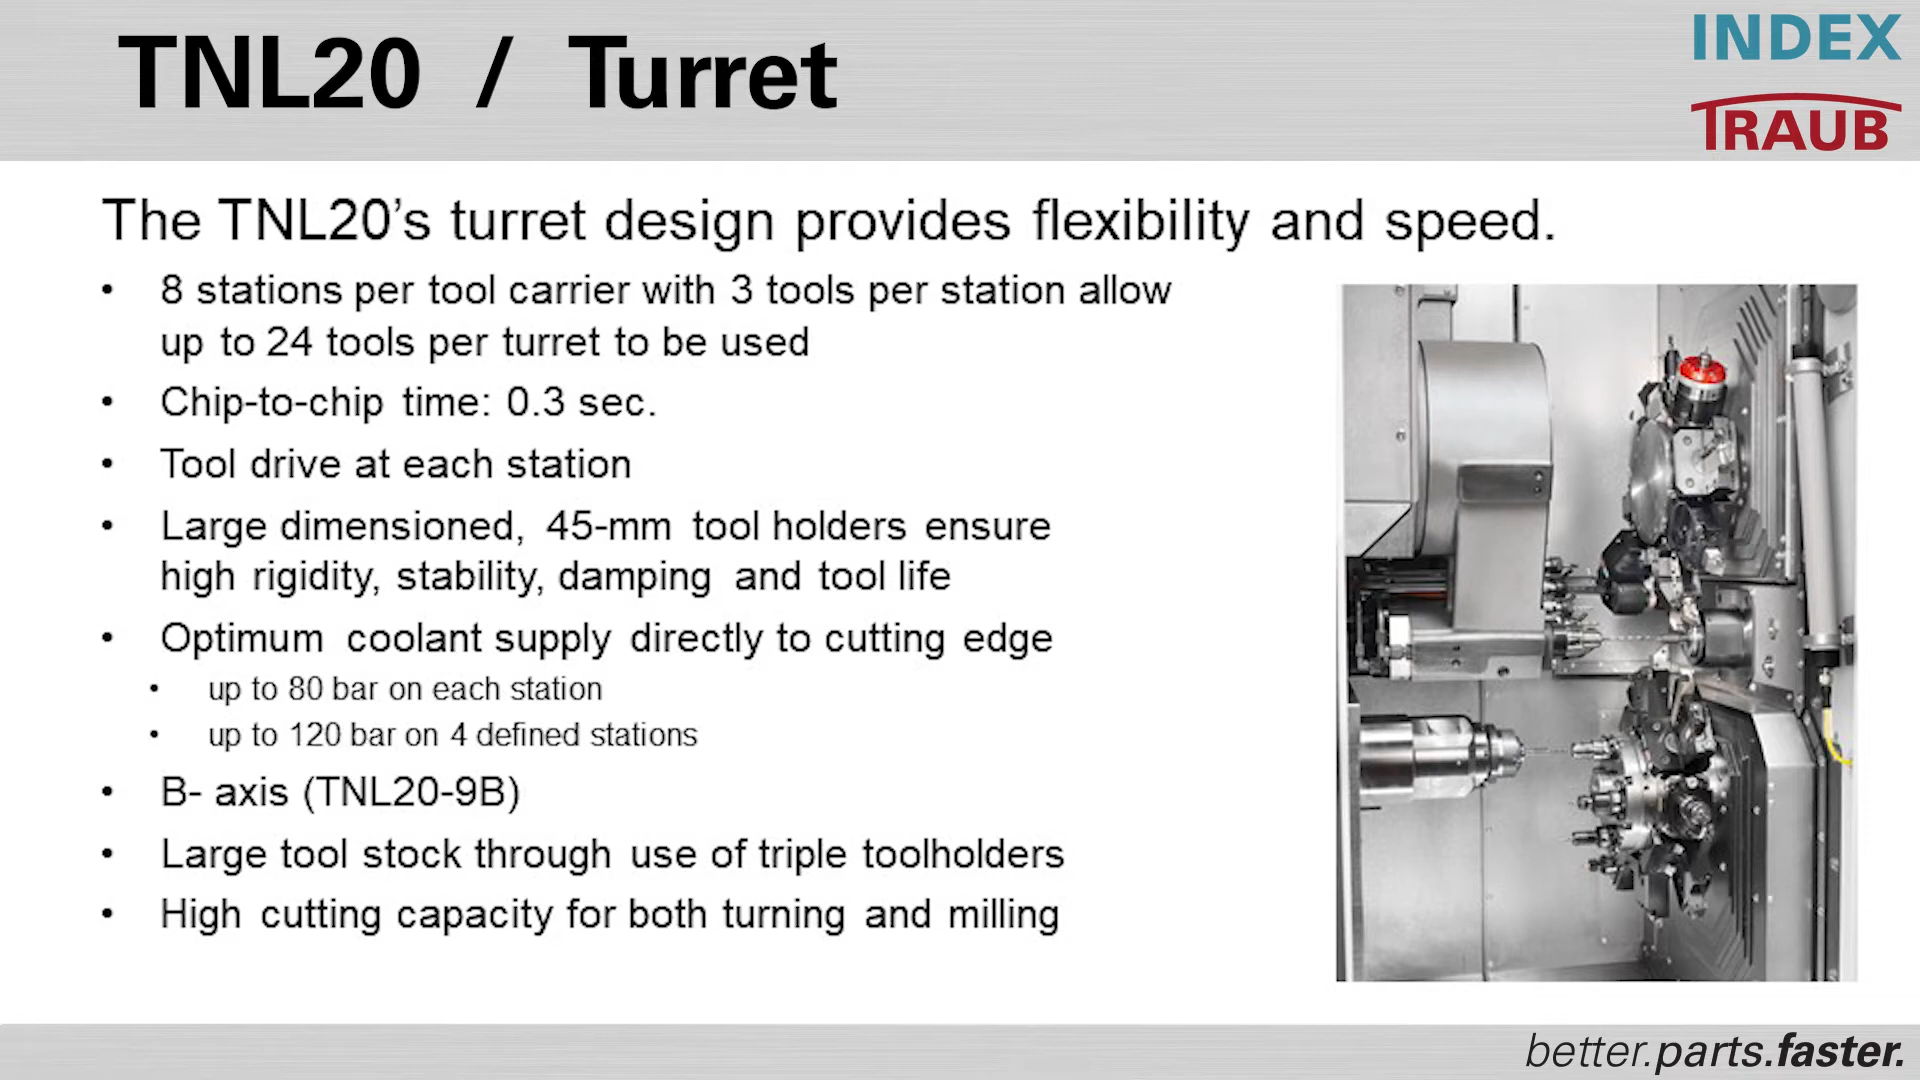 TNL20 / Turret
INDEX
TRAUB
The TNL20’s turret design provides flexibility and speed.
• 8 stations per tool carrier with 3 tools per station allow
up to 24 tools per turret to be used
• Chip-to-chip time: 0.3 sec.
• Tool drive at each station
• Large dimensioned, 45-mm tool holders ensure
high rigidity, stability, damping and tool life
• Optimum coolant supply directly to cutting edge
• up to 80 bar on each station
• up to 120 bar on 4 defined stations
• B- axis (TNL20-9B)
• Large tool stock through use of triple toolholders
• High cutting capacity for both turning and milling
better.parts.faster.